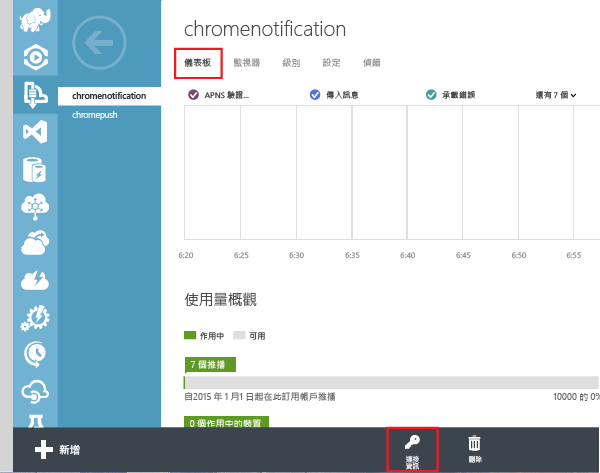 chromenotification
儀表板 監視器 級別 設定 偵錯
chromenotification
chromepush
APNS 驗證... 傳入訊息 承載錯誤 還有 7 個
6:20 6:25 6:30 6:35 6:40 6:45 6:50 6:55
使用量概觀
作用中 可用
7 個推播
自2015 年 1 月1 日起在此訂用帳戶推播 10000 的 0%
0 個作用中的裝置
新增 連接 刪除
資訊